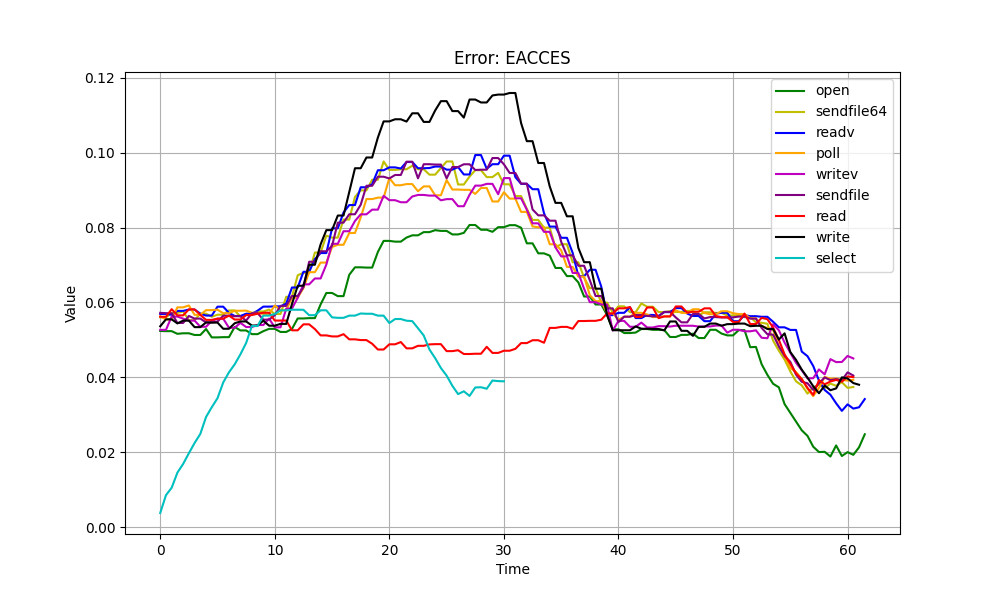 Error: EACCES
0.12
0.10
0.08
0.06
0.04
0.02
0.00
Value
0 10 20 30 40 50 60
Time
open
sendfile64
readv
poll
writev
sendfile
read
write
select